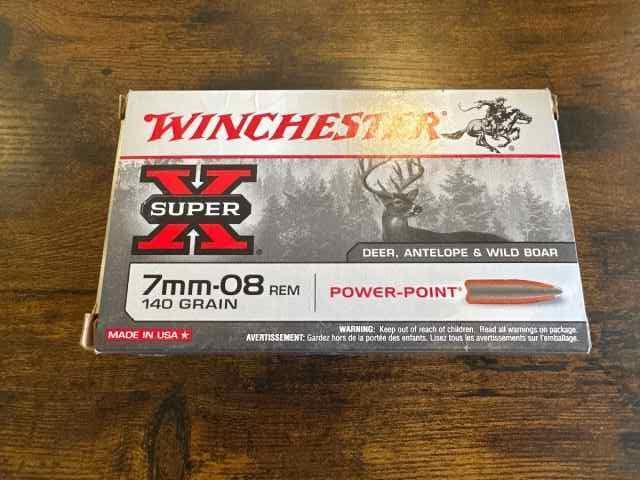 WINCHESTER®
X
SUPER
DEER, ANTELOPE & WILD BOAR
7mm-08 REM
140 GRAIN
POWER-POINT®
MADE IN USA ★
WARNING: Keep out of reach of children. Read all warnings on package.
AVERTISSEMENT: Gardez hors de la portée des enfants. Lisez tous les avertissements sur l'emballage.